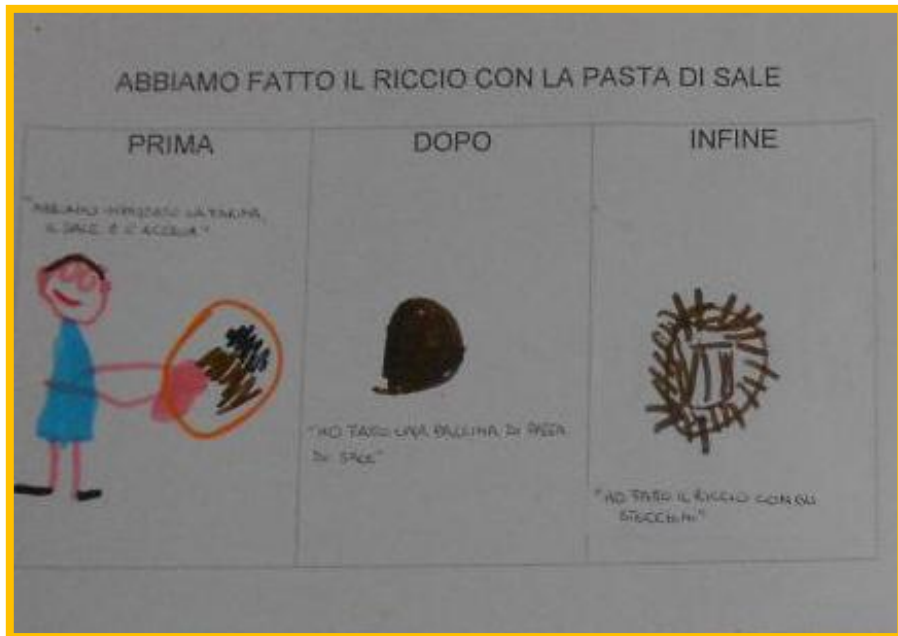 ABBIAMO FATTO IL RICCIO CON LA PASTA DI SALE
PRIMA
DOPO
INFINE
"ABBIAMO IMPASTATO LA FARINA,
IL SALE E L'ACQUA"
"HO FATTO UNA PALLINA DI PASTA
DI SALE"
"HO FATTO IL RICCIO CON GLI
STECCHINI"